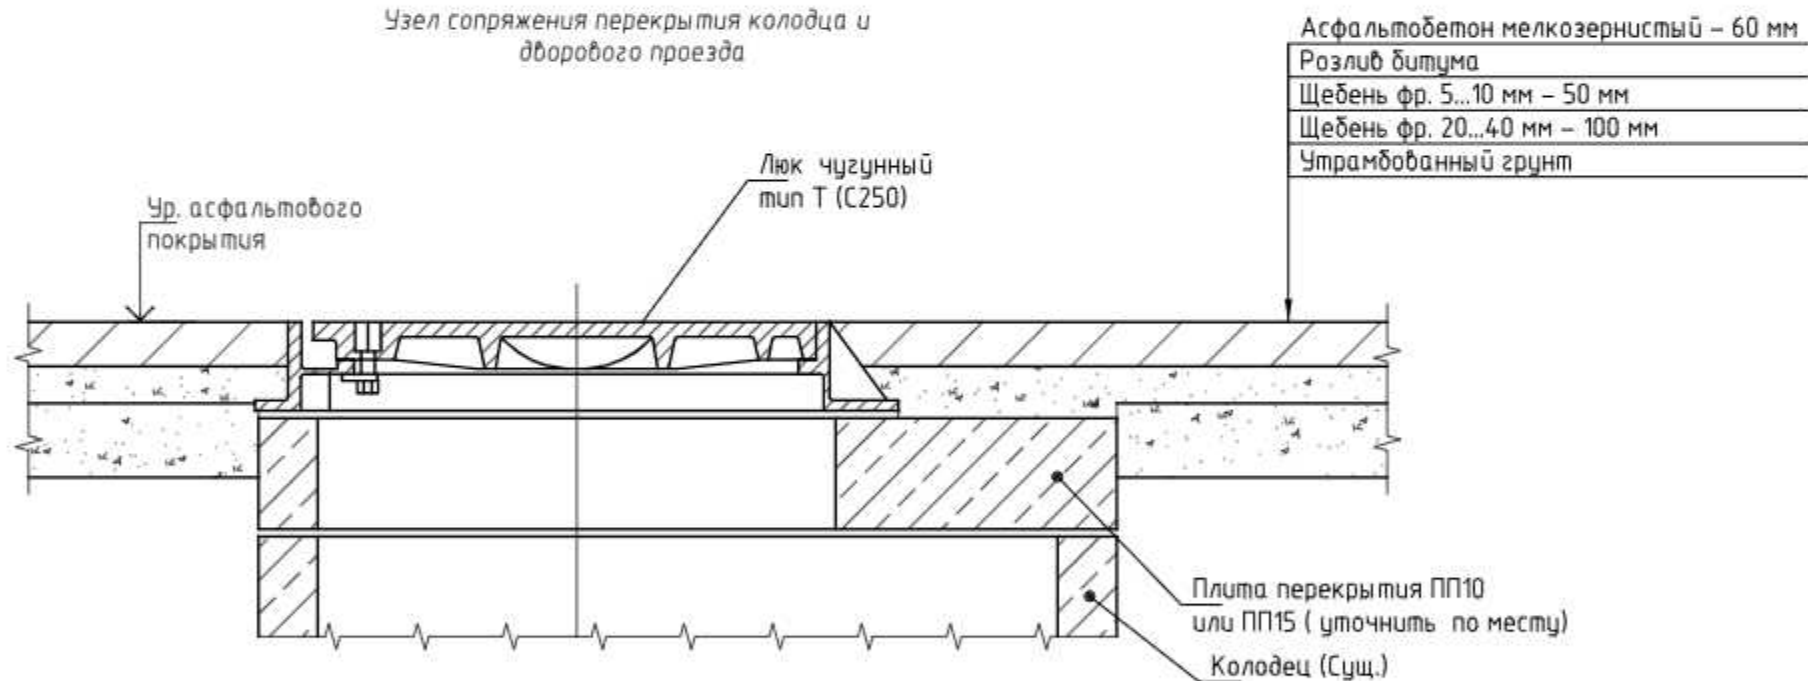 Узел сопряжения перекрытия колодца и
дворового проезда
Асфальтобетон мелкозернистый – 60 мм
Розлив битума
Щебень фр. 5...10 мм – 50 мм
Щебень фр. 20...40 мм – 100 мм
Утрамбованный грунт
Люк чугунный
тип Т (С250)
Ур. асфальтового
покрытия
Плита перекрытия ПП10
или ПП15 ( уточнить по месту)
Колодец (Сущ.)